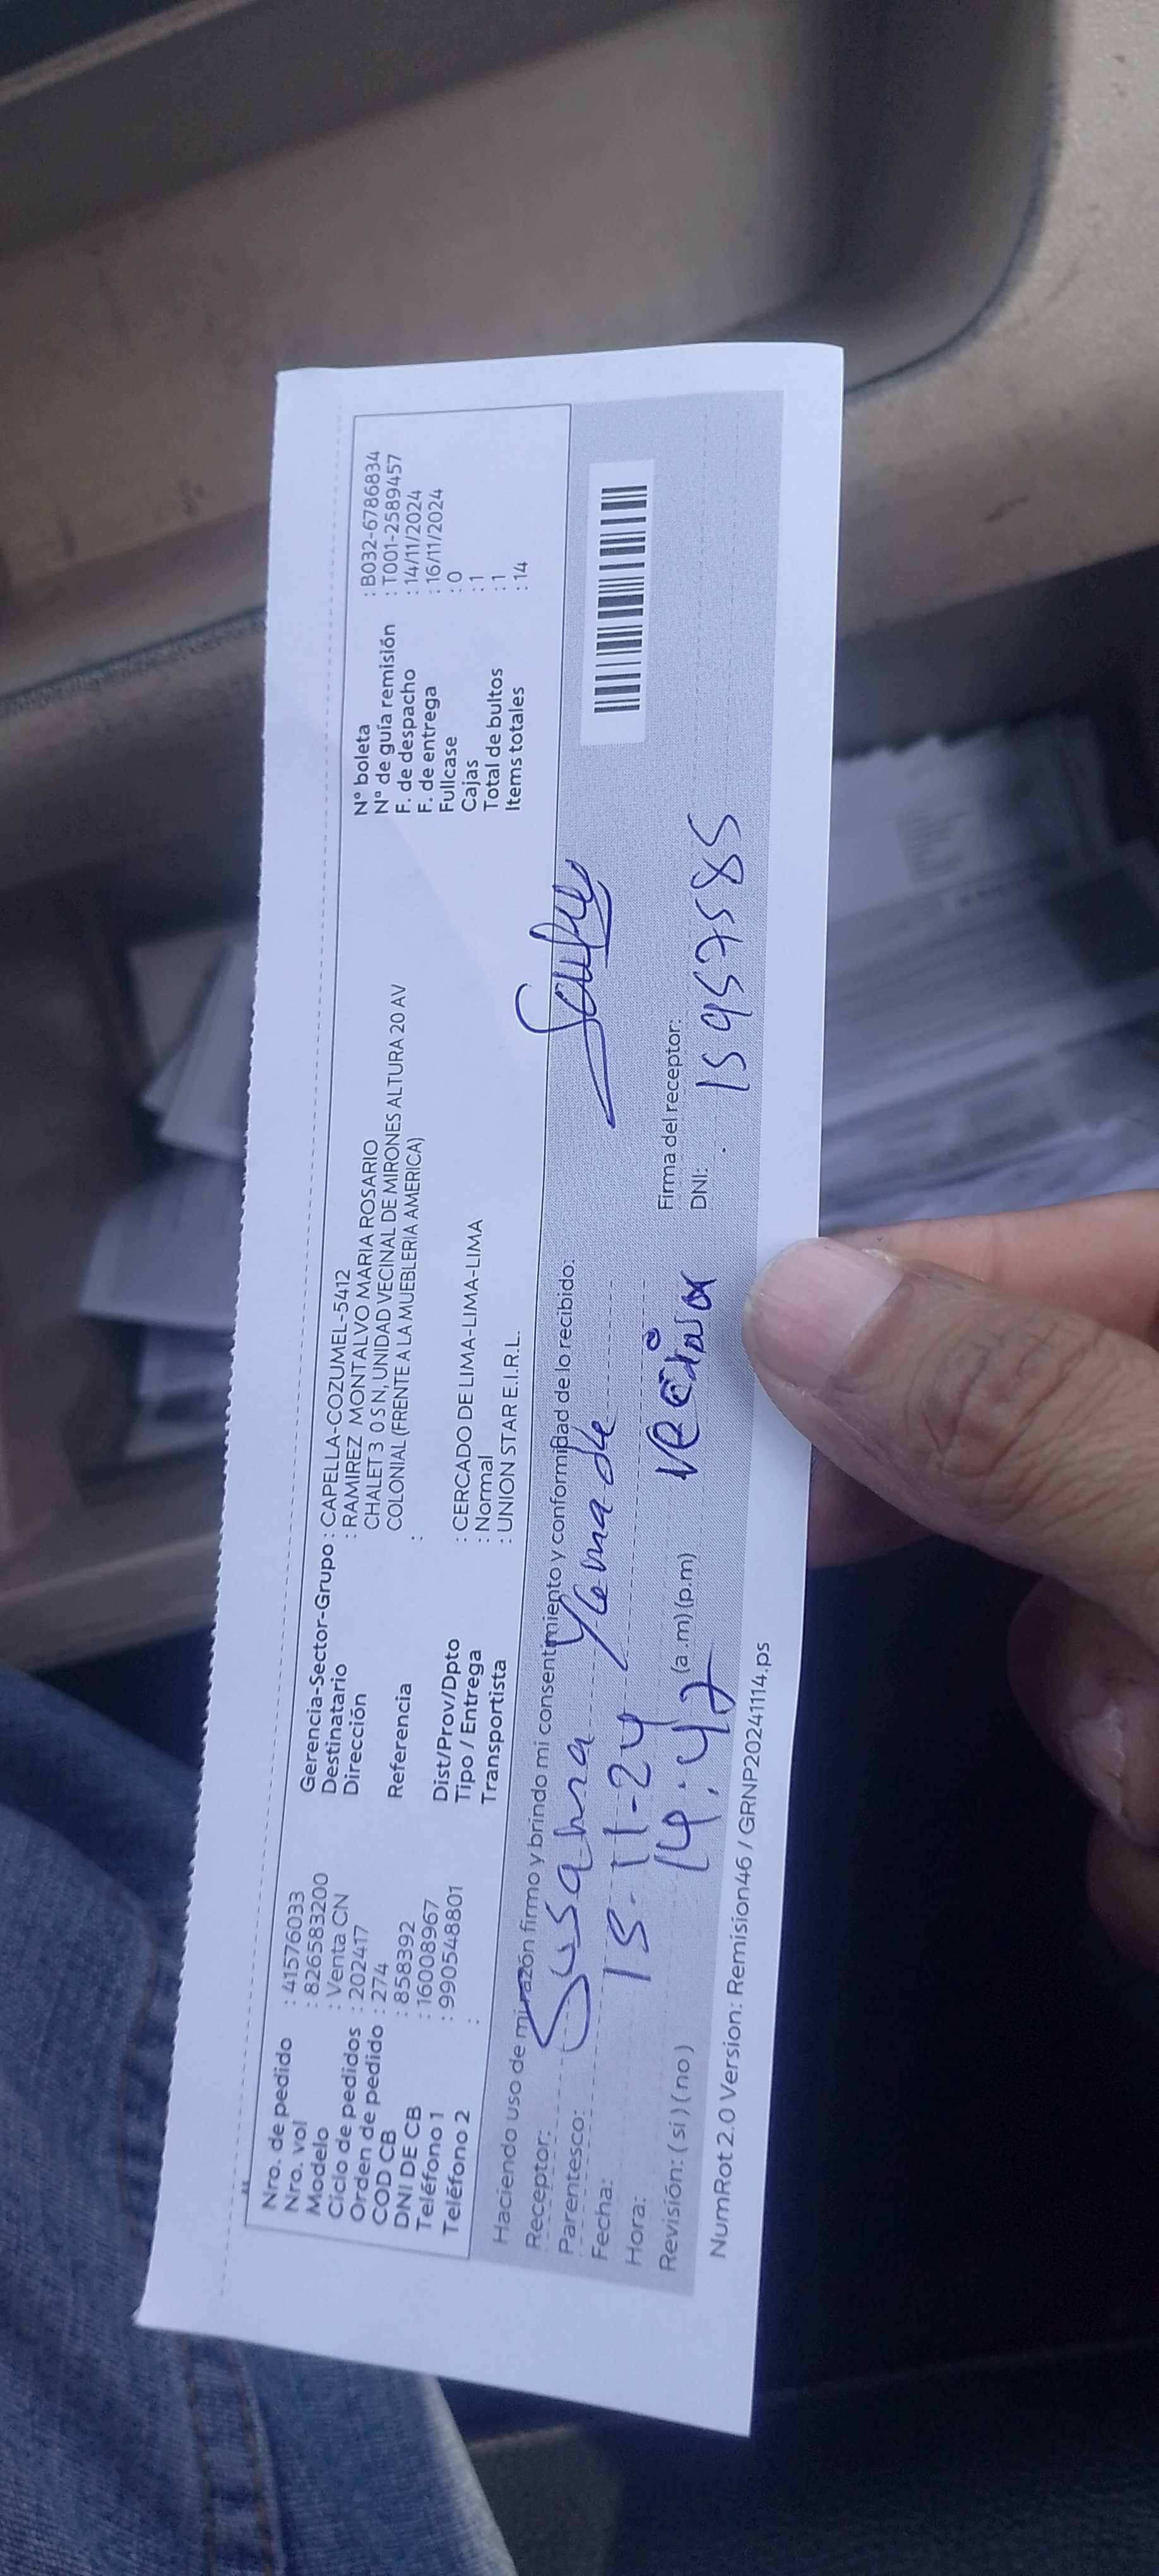 Nro. de pedido : 41576033
Nro. vol : 826583200
Modelo : Venta CN
Ciclo de pedidos : 202417
Orden de pedido : 274
COD CB : 858392
DNI DE CB : 16008967
Teléfono 1 : 990548801
Teléfono 2 :
Gerencia-Sector-Grupo : CAPELLA-COZUMEL-5412
Destinatario : RAMIREZ MONTALVO MARIA ROSARIO
Dirección CHALET 3 0 S N, UNIDAD VECINAL DE MIRONES ALTURA 20 AV
COLONIAL (FRENTE A LA MUEBLERIA AMERICA)
Referencia :
Dist/Prov/Dpto : CERCADO DE LIMA-LIMA-LIMA
Tipo / Entrega : Normal
Transportista : UNION STAR E.I.R.L.
N° boleta : B032-6786834
N° de guía remisión : T001-2589457
F. de despacho : 14/11/2024
F. de entrega : 16/11/2024
Fullcase : 0
Cajas : 1
Total de bultos : 1
Items totales : 14
Haciendo uso de mi razón firmo y brindo mi consentimiento y conformidad de lo recibido:
Receptor: Susana
Parentesco:
Fecha: 15-11-24
Hora: 14:47 (a.m) (p.m) vecina
Revisión: ( si ) ( no )
Firma del receptor:
DNI: 15957585
NumRot 2.0 Version: Remision46 / GRNP20241114.ps